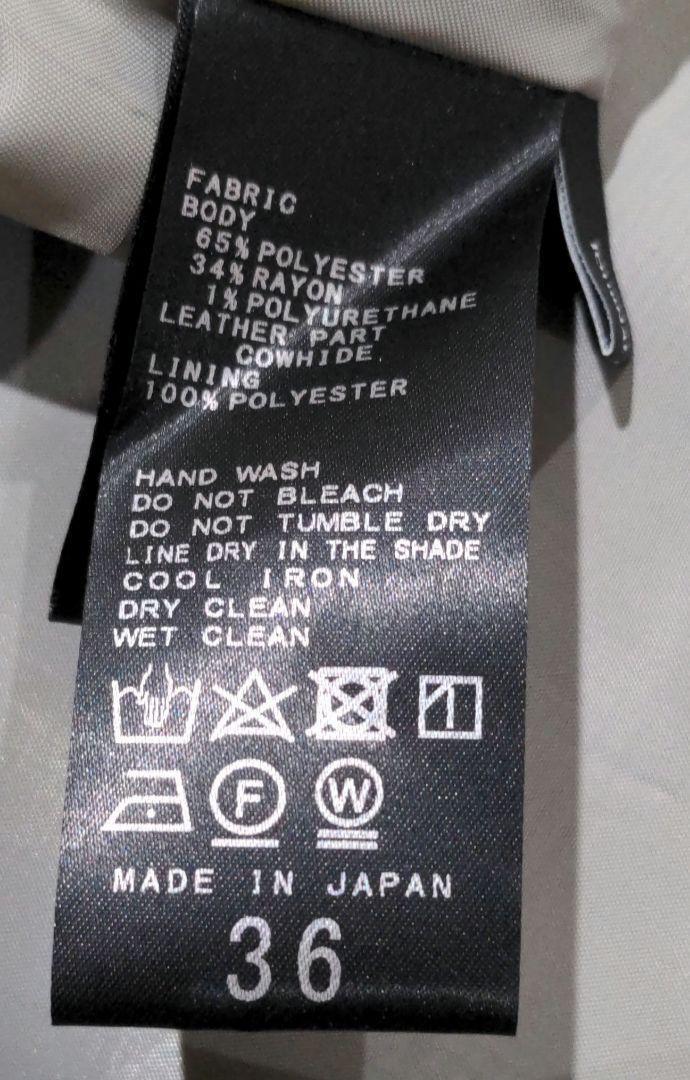 FABRIC
BODY
65% POLYESTER
34% RAYON
1% POLYURETHANE
LEATHER PART
COWHIDE
LINING
100% POLYESTER
HAND WASH
DO NOT BLEACH
DO NOT TUMBLE DRY
LINE DRY IN THE SHADE
COOL IRON
DRY CLEAN
WET CLEAN
F W
MADE IN JAPAN
36